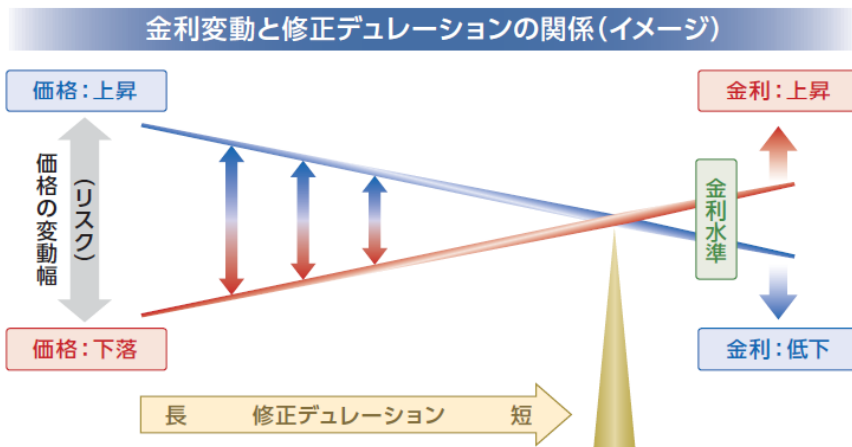 金利変動と修正デュレーションの関係(イメージ)
価格:上昇
金利:上昇
価格の変動幅
(リスク)
金利水準
価格:下落
金利:低下
長 修正デュレーション 短